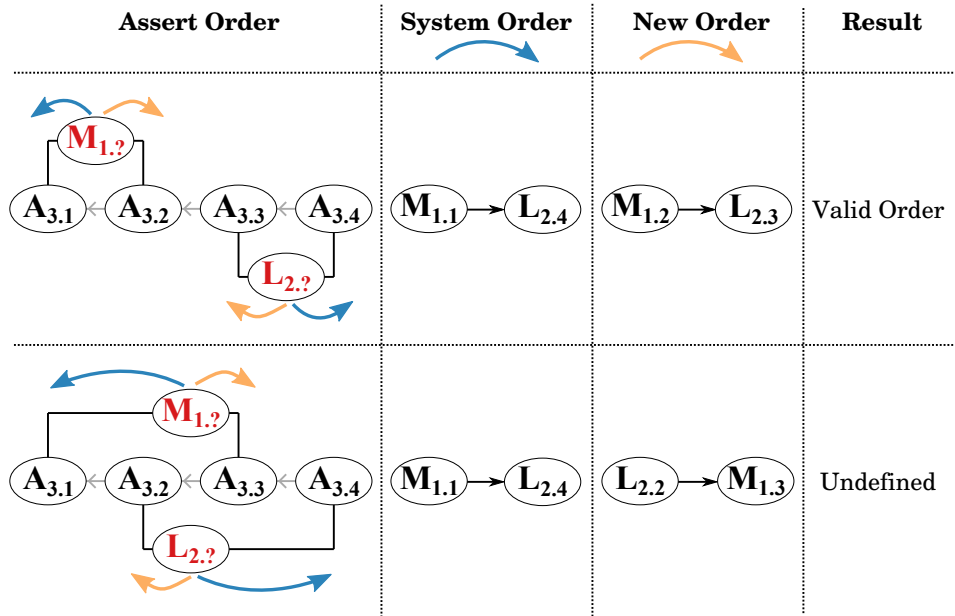 Assert Order System Order New Order Result
M1.?
A3.1 A3.2 A3.3 A3.4 M1.1 L2.4 M1.2 L2.3 Valid Order
L2.?
M1.?
A3.1 A3.2 A3.3 A3.4 M1.1 L2.4 L2.2 M1.3 Undefined
L2.?